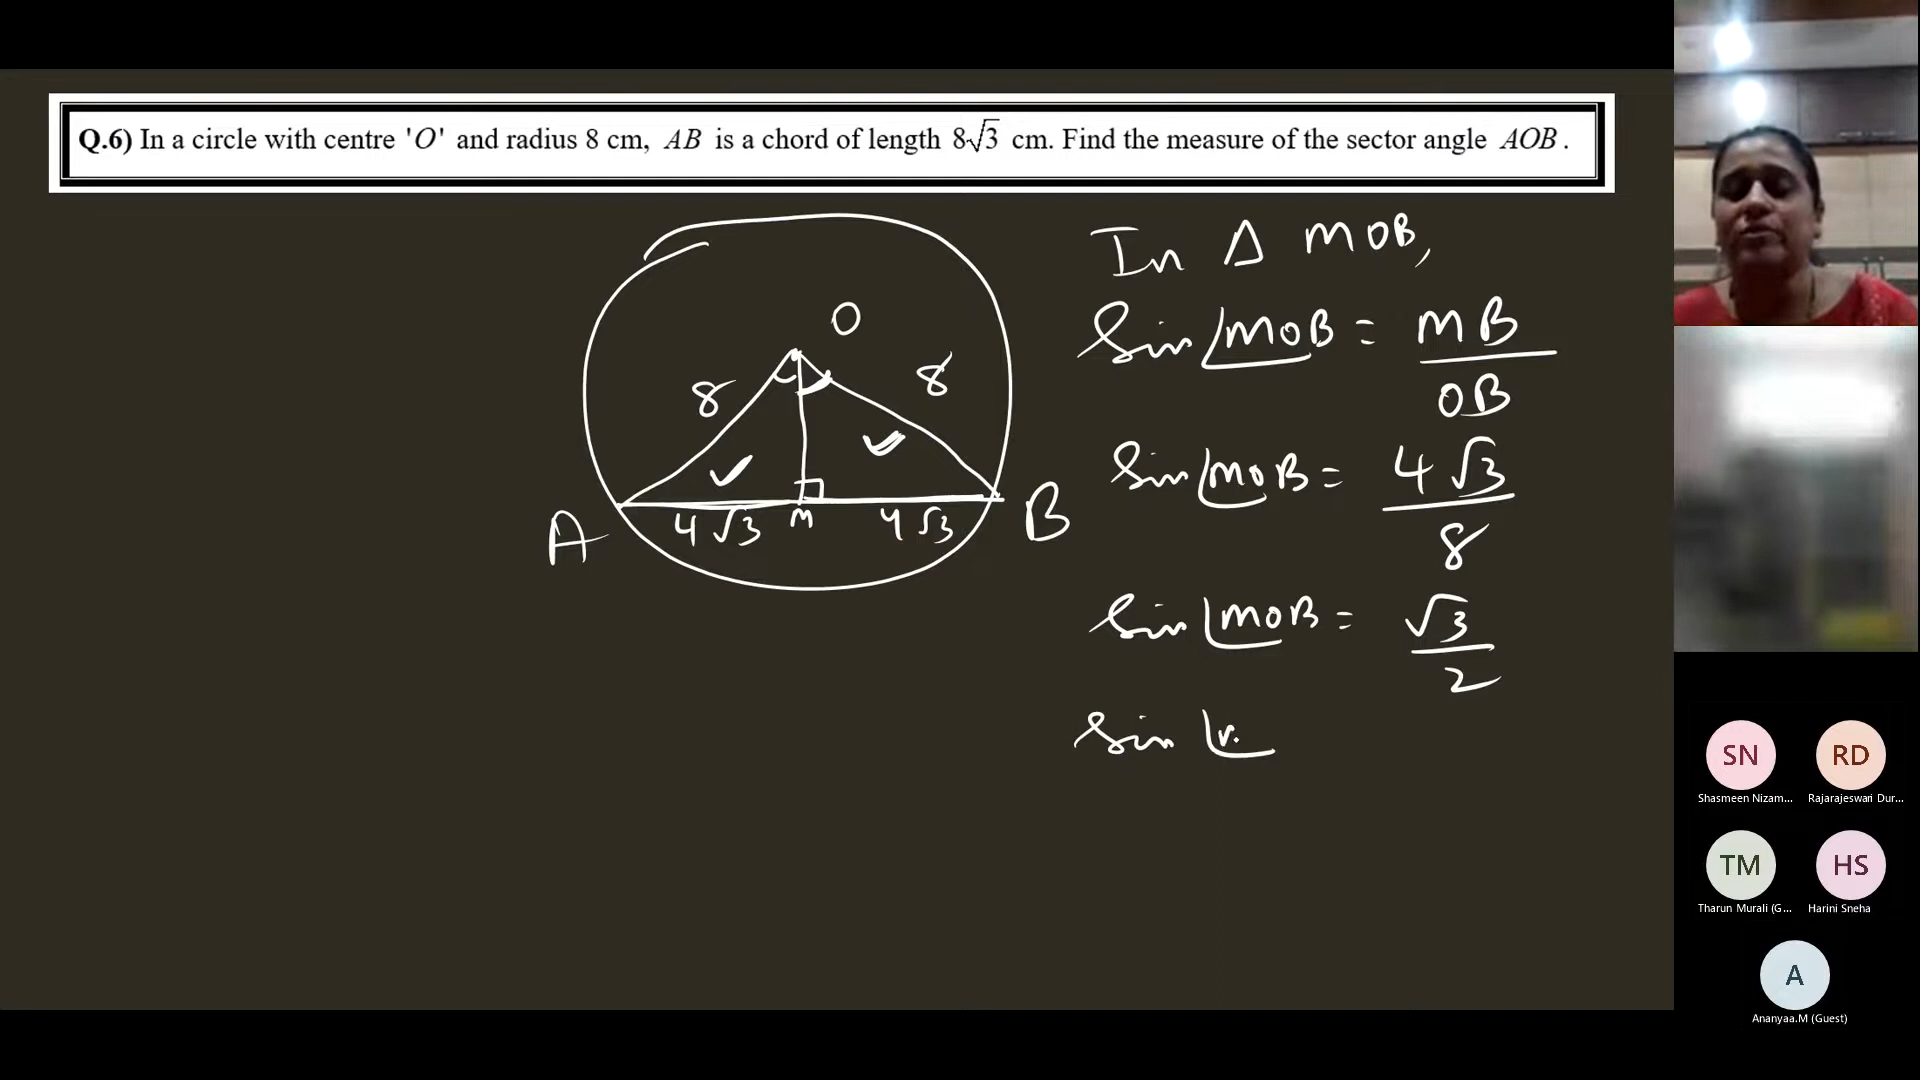 Q.6) In a circle with centre 'O' and radius 8 cm, AB is a chord of length 8√3 cm. Find the measure of the sector angle AOB.
O
8
8
A
4√3
M
4√3
B
In Δ MOB,
Sin∠MOB = MB/OB
Sin∠MOB = 4√3/8
Sin∠MOB = √3/2
Sin
SN
Shasmeen Nizam...
RD
Rajarajeswari Dur...
TM
Tharun Murali (G...
HS
Harini Sneha
A
Ananyaa.M (Guest)